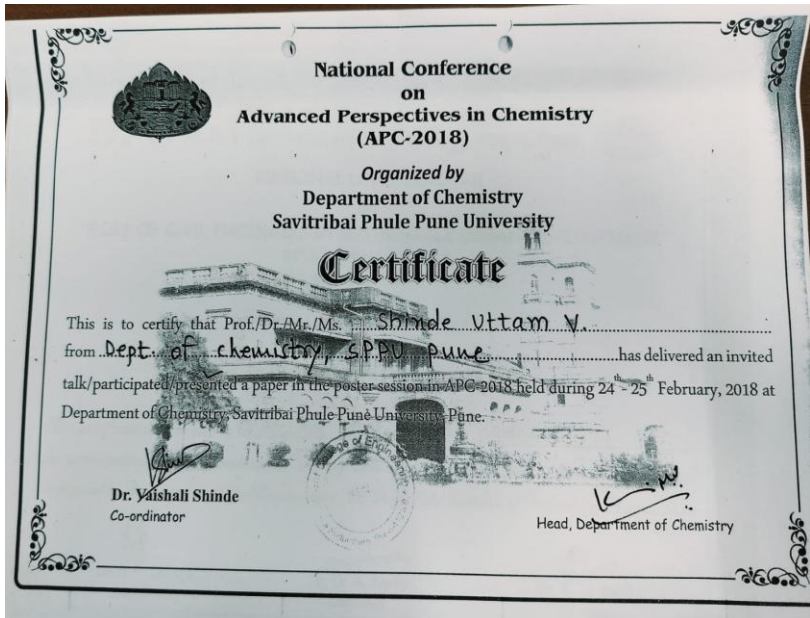 National Conference
on
Advanced Perspectives in Chemistry
(APC-2018)
Organized by
Department of Chemistry
Savitribai Phule Pune University
Certificate
This is to certify that Prof./Dr./Mr./Ms. Shinde Uttam V.
from Dept. of chemistry, SPPU pune has delivered an invited
talk/participated/presented a paper in the poster session in APC-2018 held during 24th - 25th February, 2018 at
Department of Chemistry, Savitribai Phule Pune University, Pune.
Dr. Vaishali Shinde
Co-ordinator
Head, Department of Chemistry
of Engineering